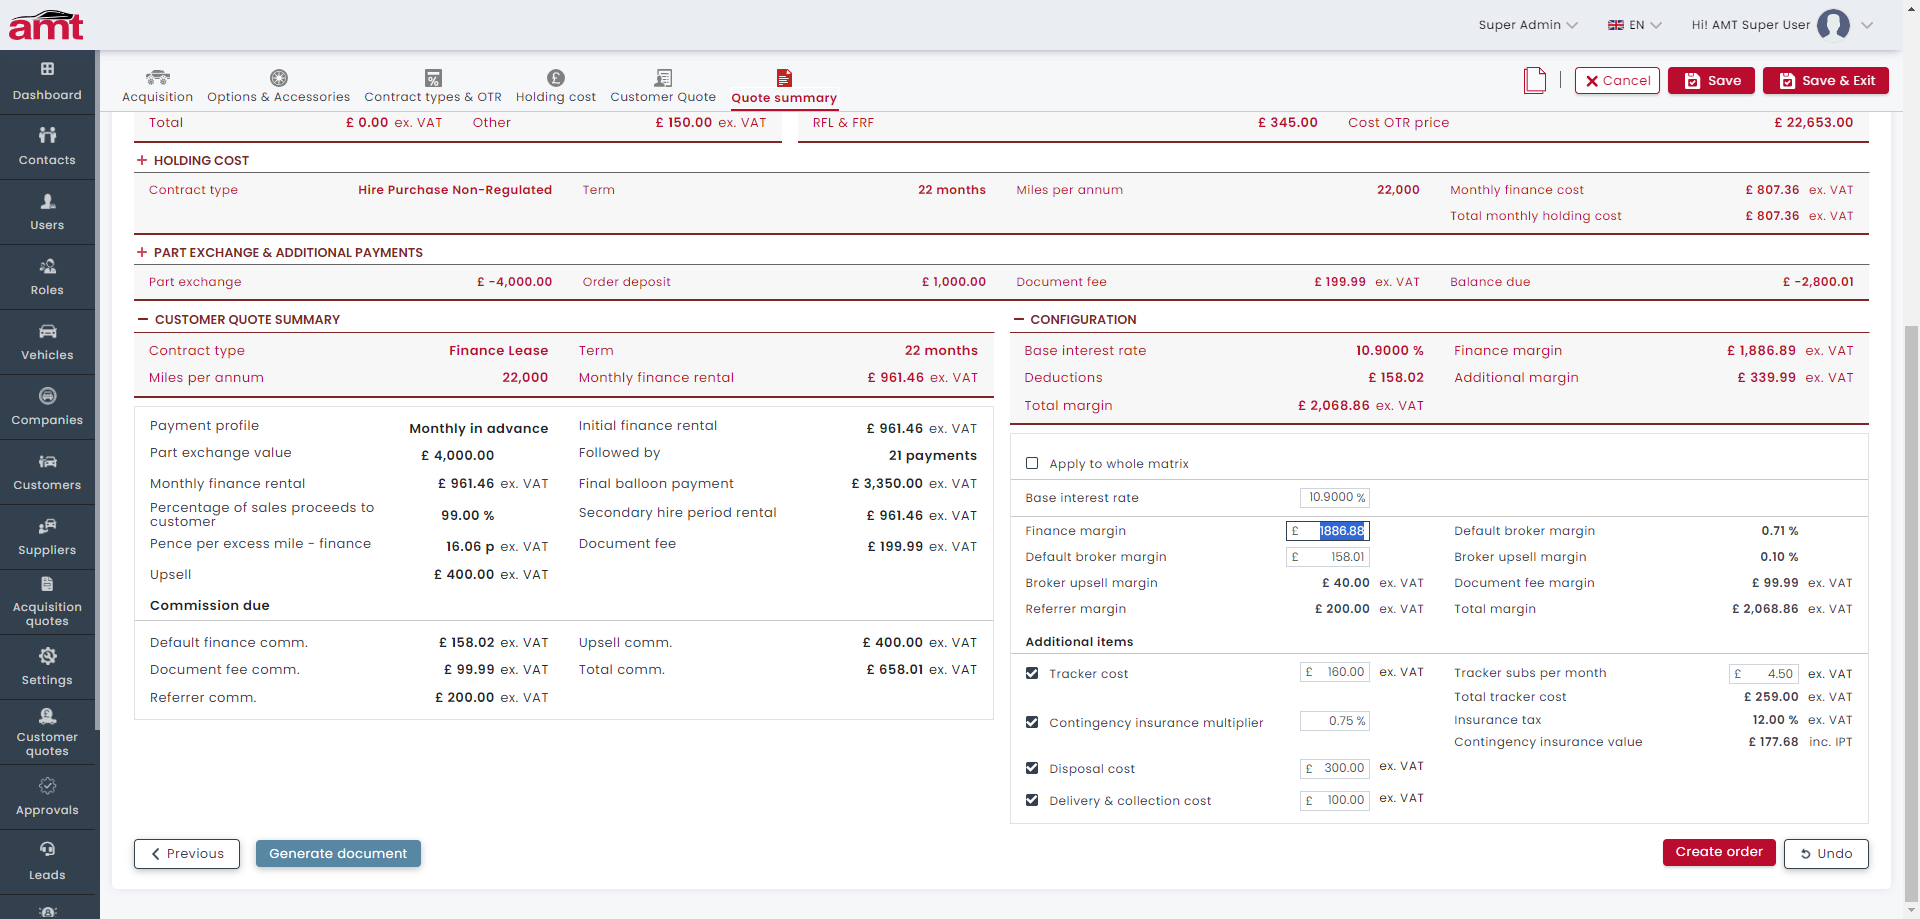 amt
Super Admin
EN
Hi! AMT Super User
Dashboard
Contacts
Users
Roles
Vehicles
Companies
Customers
Suppliers
Acquisition
quotes
Settings
Customer
quotes
Approvals
Leads
Acquisition
Options & Accessories
Contract types & OTR
Holding cost
Customer Quote
Quote summary
Cancel
Save
Save & Exit
Total £ 0.00 ex. VAT Other £ 150.00 ex. VAT
RFL & FRF £ 345.00 Cost OTR price £ 22,653.00
+ HOLDING COST
Contract type Hire Purchase Non-Regulated Term 22 months Miles per annum 22,000 Monthly finance cost £ 807.36 ex. VAT
Total monthly holding cost £ 807.36 ex. VAT
+ PART EXCHANGE & ADDITIONAL PAYMENTS
Part exchange £ -4,000.00 Order deposit £ 1,000.00 Document fee £ 199.99 ex. VAT Balance due £ -2,800.01
− CUSTOMER QUOTE SUMMARY
Contract type Finance Lease Term 22 months
Miles per annum 22,000 Monthly finance rental £ 961.46 ex. VAT
Payment profile Monthly in advance Initial finance rental £ 961.46 ex. VAT
Part exchange value £ 4,000.00 Followed by 21 payments
Monthly finance rental £ 961.46 ex. VAT Final balloon payment £ 3,350.00 ex. VAT
Percentage of sales proceeds to
customer 99.00 % Secondary hire period rental £ 961.46 ex. VAT
Pence per excess mile - finance 16.06 p ex. VAT Document fee £ 199.99 ex. VAT
Upsell £ 400.00 ex. VAT
Commission due
Default finance comm. £ 158.02 ex. VAT Upsell comm. £ 400.00 ex. VAT
Document fee comm. £ 99.99 ex. VAT Total comm. £ 658.01 ex. VAT
Referrer comm. £ 200.00 ex. VAT
− CONFIGURATION
Base interest rate 10.9000 % Finance margin £ 1,886.89 ex. VAT
Deductions £ 158.02 Additional margin £ 339.99 ex. VAT
Total margin £ 2,068.86 ex. VAT
Apply to whole matrix
Base interest rate 10.9000 %
Finance margin £ 1886.88 Default broker margin 0.71 %
Default broker margin £ 158.01 Broker upsell margin 0.10 %
Broker upsell margin £ 40.00 ex. VAT Document fee margin £ 99.99 ex. VAT
Referrer margin £ 200.00 ex. VAT Total margin £ 2,068.86 ex. VAT
Additional items
Tracker cost £ 160.00 ex. VAT Tracker subs per month £ 4.50 ex. VAT
Total tracker cost £ 259.00 ex. VAT
Contingency insurance multiplier 0.75 % Insurance tax 12.00 % ex. VAT
Contingency insurance value £ 177.68 inc. IPT
Disposal cost £ 300.00 ex. VAT
Delivery & collection cost £ 100.00 ex. VAT
Previous
Generate document
Create order
Undo